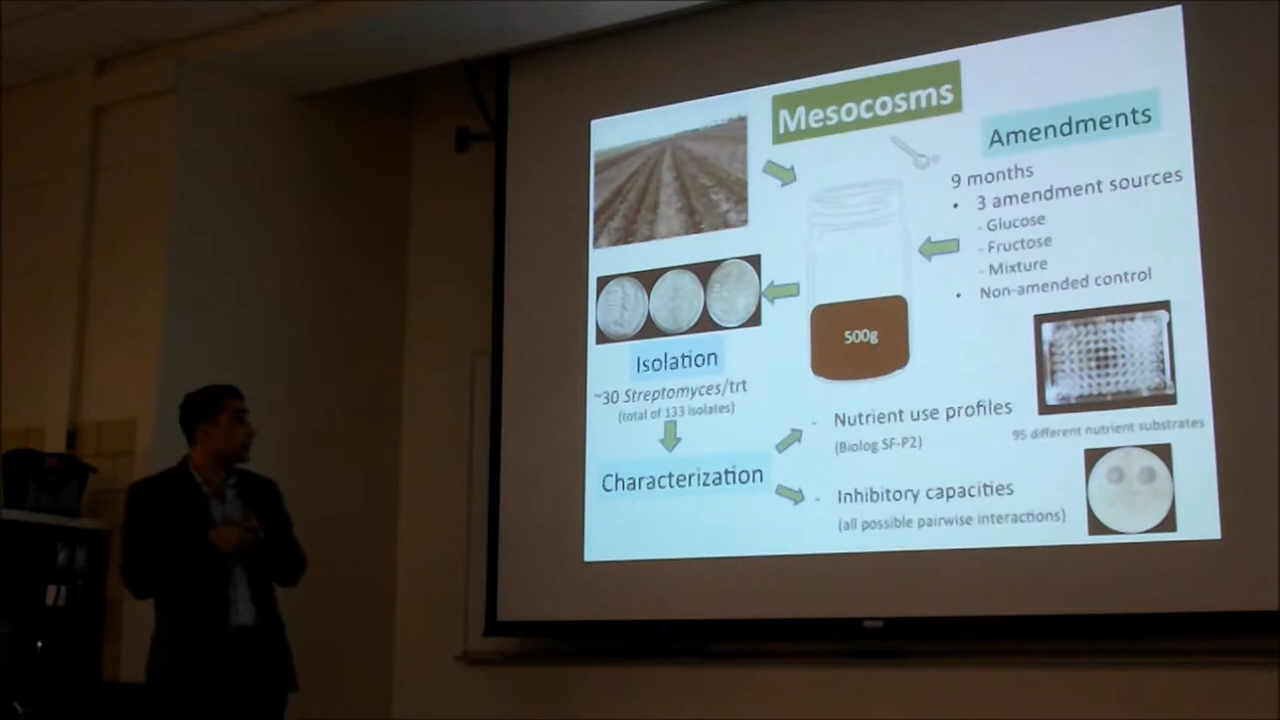 Mesocosms
Amendments
9 months
• 3 amendment sources
- Glucose
- Fructose
- Mixture
• Non-amended control
500g
Isolation
~30 Streptomyces/trt
(total of 133 isolates)
Characterization
- Nutrient use profiles
(Biolog SF-P2)
95 different nutrient substrates
- Inhibitory capacities
(all possible pairwise interactions)